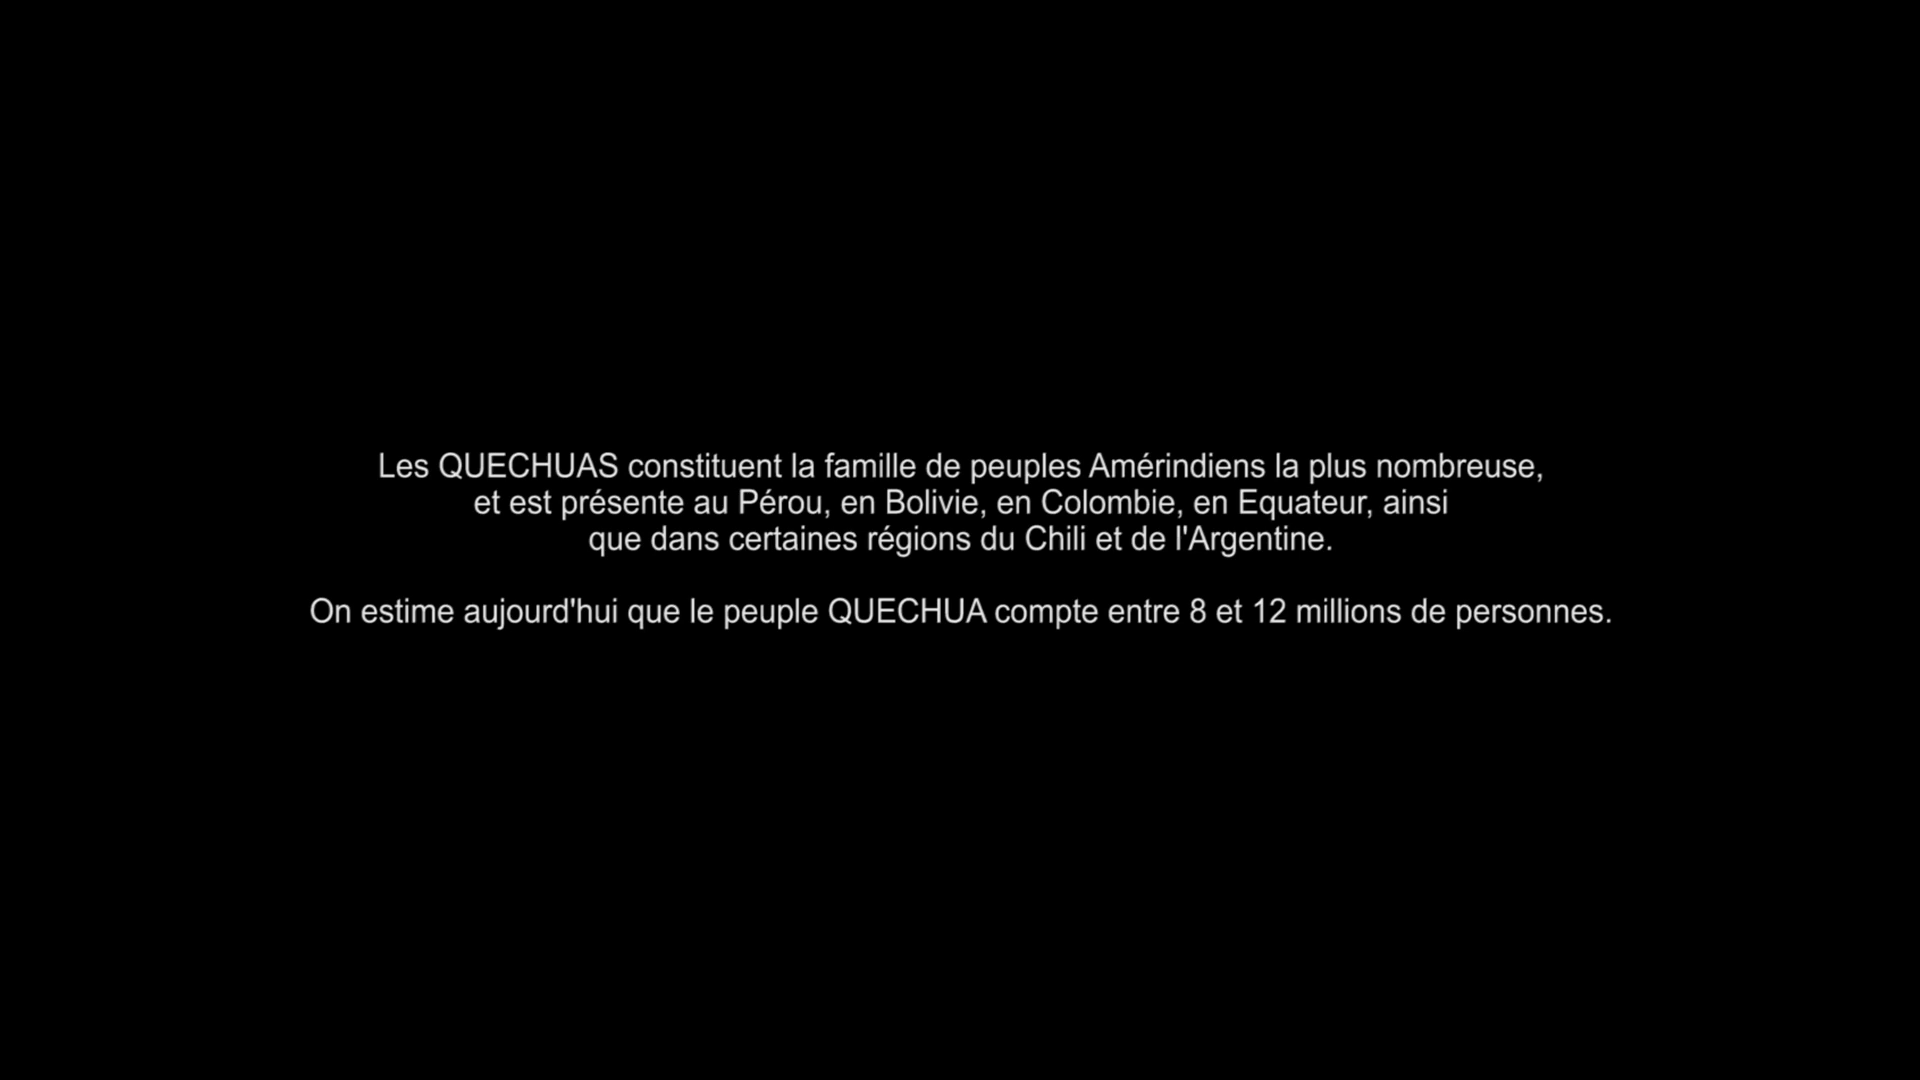 Les QUECHUAS constituent la famille de peuples Amérindiens la plus nombreuse,
et est présente au Pérou, en Bolivie, en Colombie, en Equateur, ainsi
que dans certaines régions du Chili et de l'Argentine.
On estime aujourd'hui que le peuple QUECHUA compte entre 8 et 12 millions de personnes.